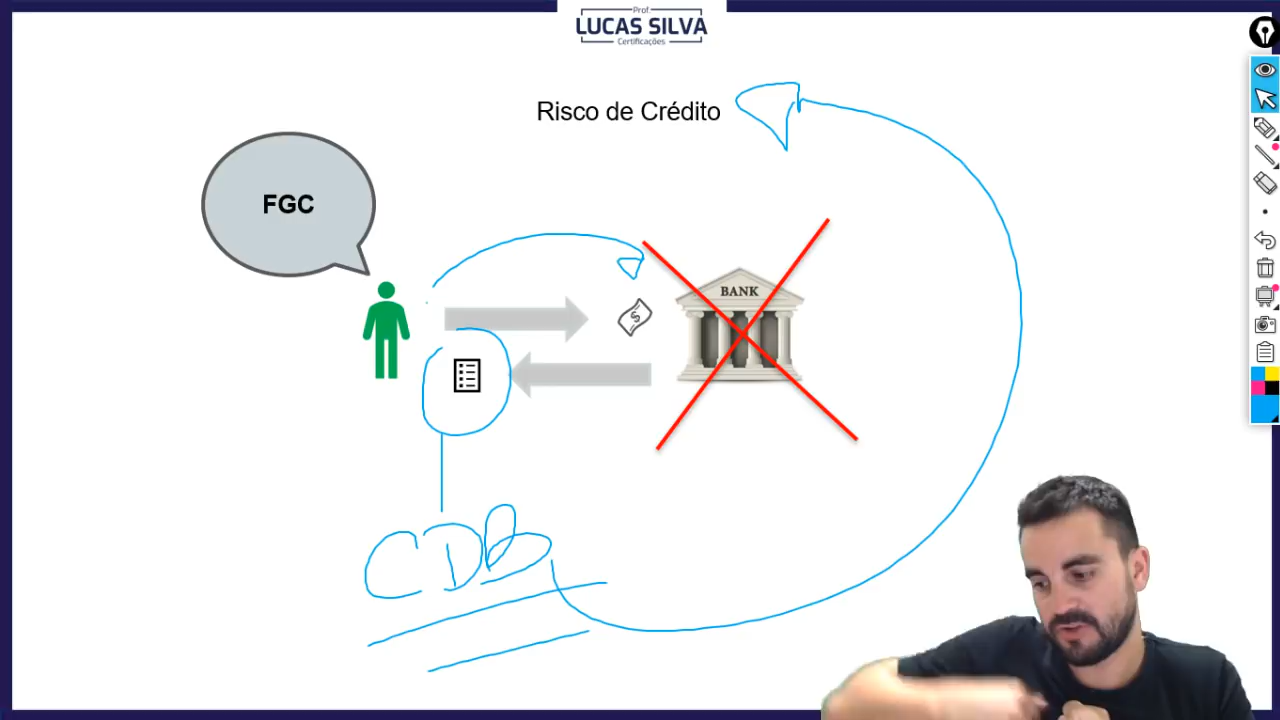 Prof.
LUCAS SILVA
Certificações
Risco de Crédito
FGC
$
BANK
CDB